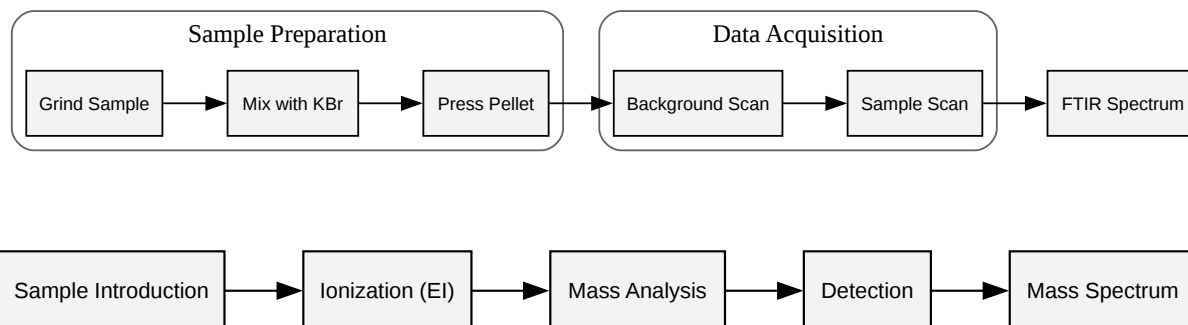 Sample Preparation
Data Acquisition
Grind Sample
Mix with KBr
Press Pellet
Background Scan
Sample Scan
FTIR Spectrum
Sample Introduction
Ionization (EI)
Mass Analysis
Detection
Mass Spectrum